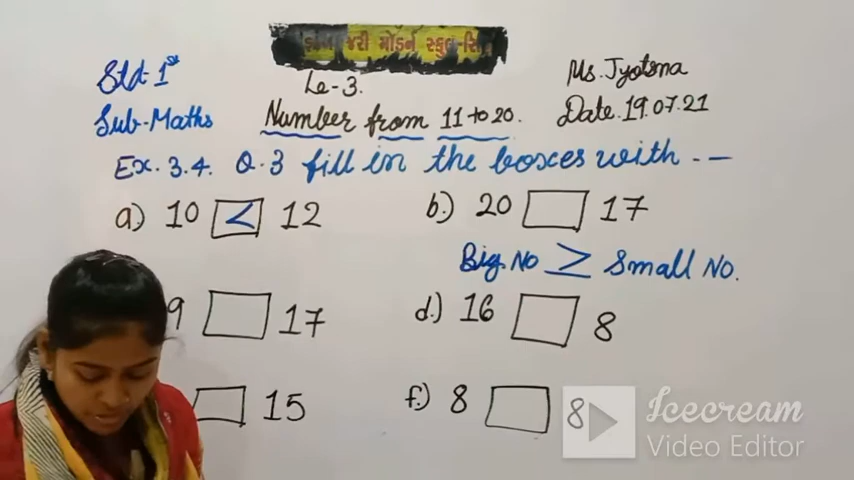 જરી મોડર્ન સ્કુલ-સિ
Std-1st
Le-3.
Ms. Jyotsna
Sub-Maths
Number from 11 to 20.
Date.19.07.21
Ex. 3.4. Q.3 fill in the boxes with --
a.) 10 < 12
b.) 20 17
Big No > Small No.
9 17
d.) 16 8
15
f.) 8 8
Icecream
Video Editor